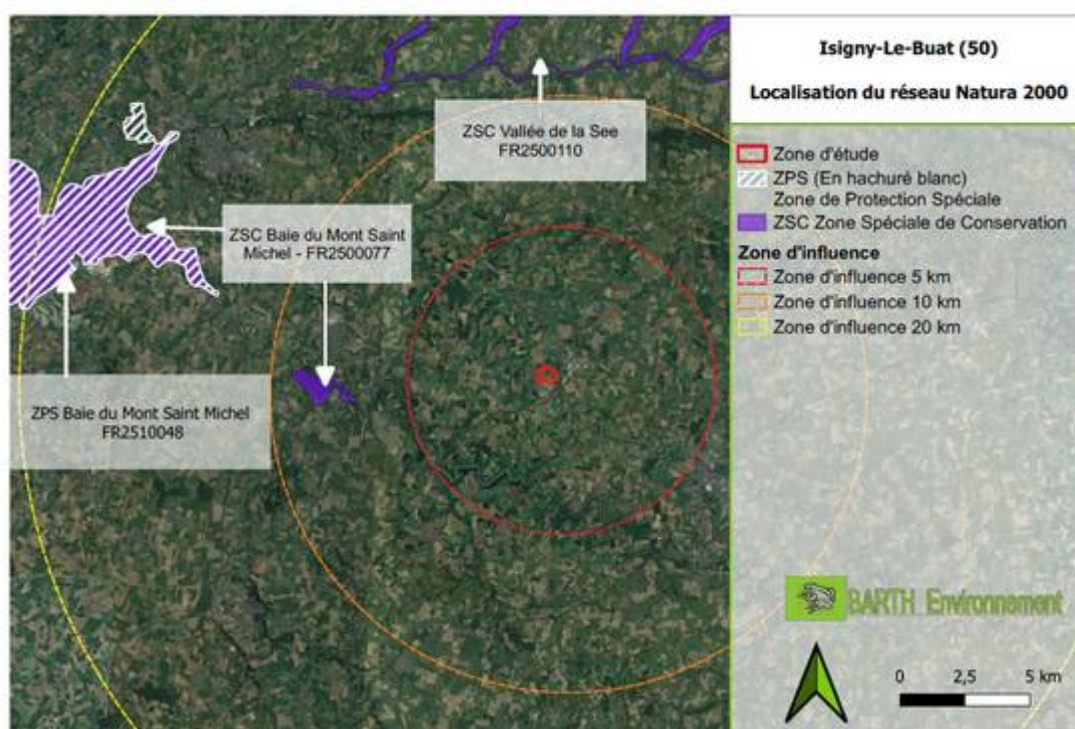 Isigny-Le-Buat (50)
Localisation du réseau Natura 2000
ZSC Vallée de la See
FR2500110
ZSC Baie du Mont Saint
Michel - FR2500077
ZPS Baie du Mont Saint Michel
FR2510048
Zone d'étude
ZPS (En hachuré blanc)
Zone de Protection Spéciale
ZSC Zone Spéciale de Conservation
Zone d'influence
Zone d'influence 5 km
Zone d'influence 10 km
Zone d'influence 20 km
BARTH Environnement
0 2,5 5 km